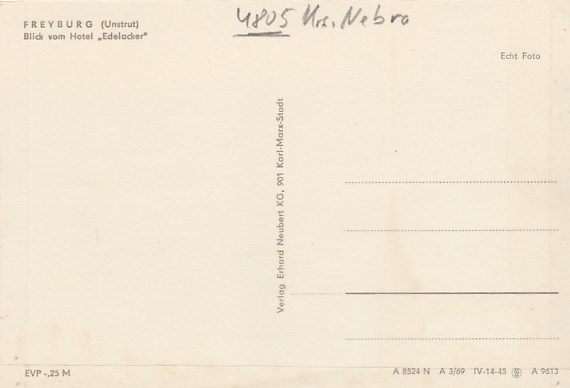 4805 Krs. Nebra
FREYBURG (Unstrut)
Blick vom Hotel „Edelacker"
Echt Foto
Verlag Erhard Neubert KG, 901 Karl-Marx-Stadt
EVP -,25 M
A 8524 N A 3/69 IV-14-45 A 9613